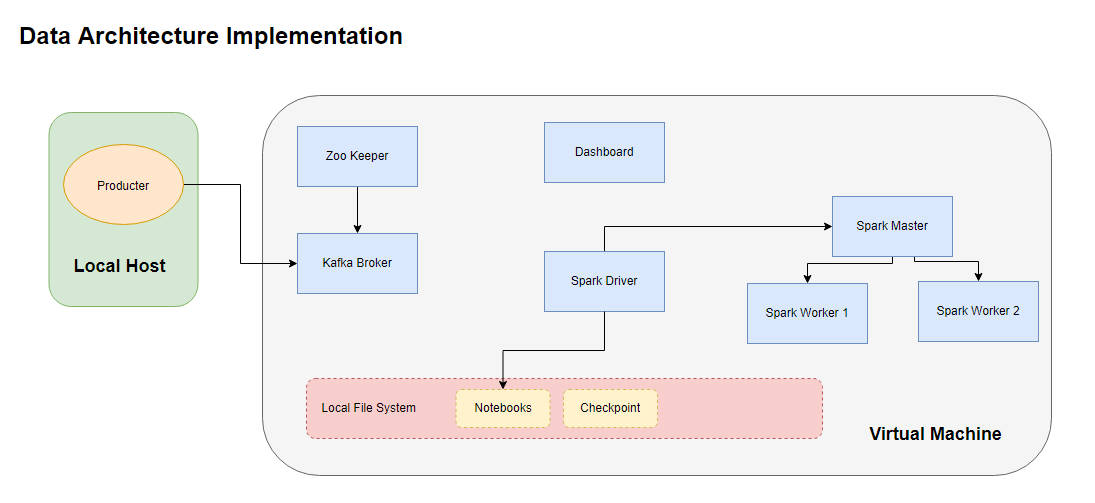 Data Architecture Implementation
Producter
Local Host
Zoo Keeper
Kafka Broker
Dashboard
Spark Driver
Spark Master
Spark Worker 1
Spark Worker 2
Local File System
Notebooks
Checkpoint
Virtual Machine